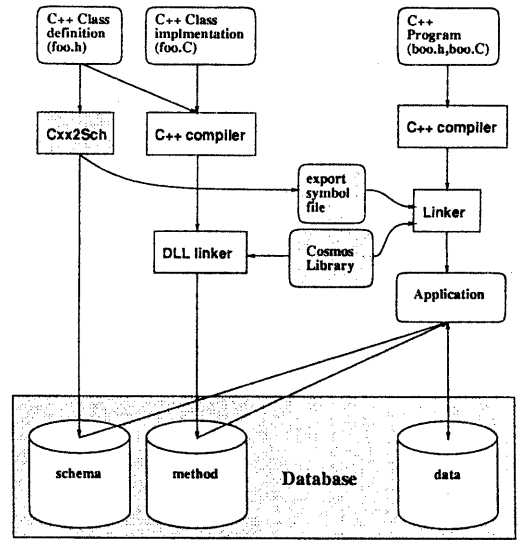 C++ Class
definition
(foo.h)
C++ Class
implmentation
(foo.C)
C++
Program
(boo.h,boo.C)
Cxx2Sch
C++ compiler
C++ compiler
export
symbol
file
Linker
DLL linker
Cosmos
Library
Application
schema
method
Database
data